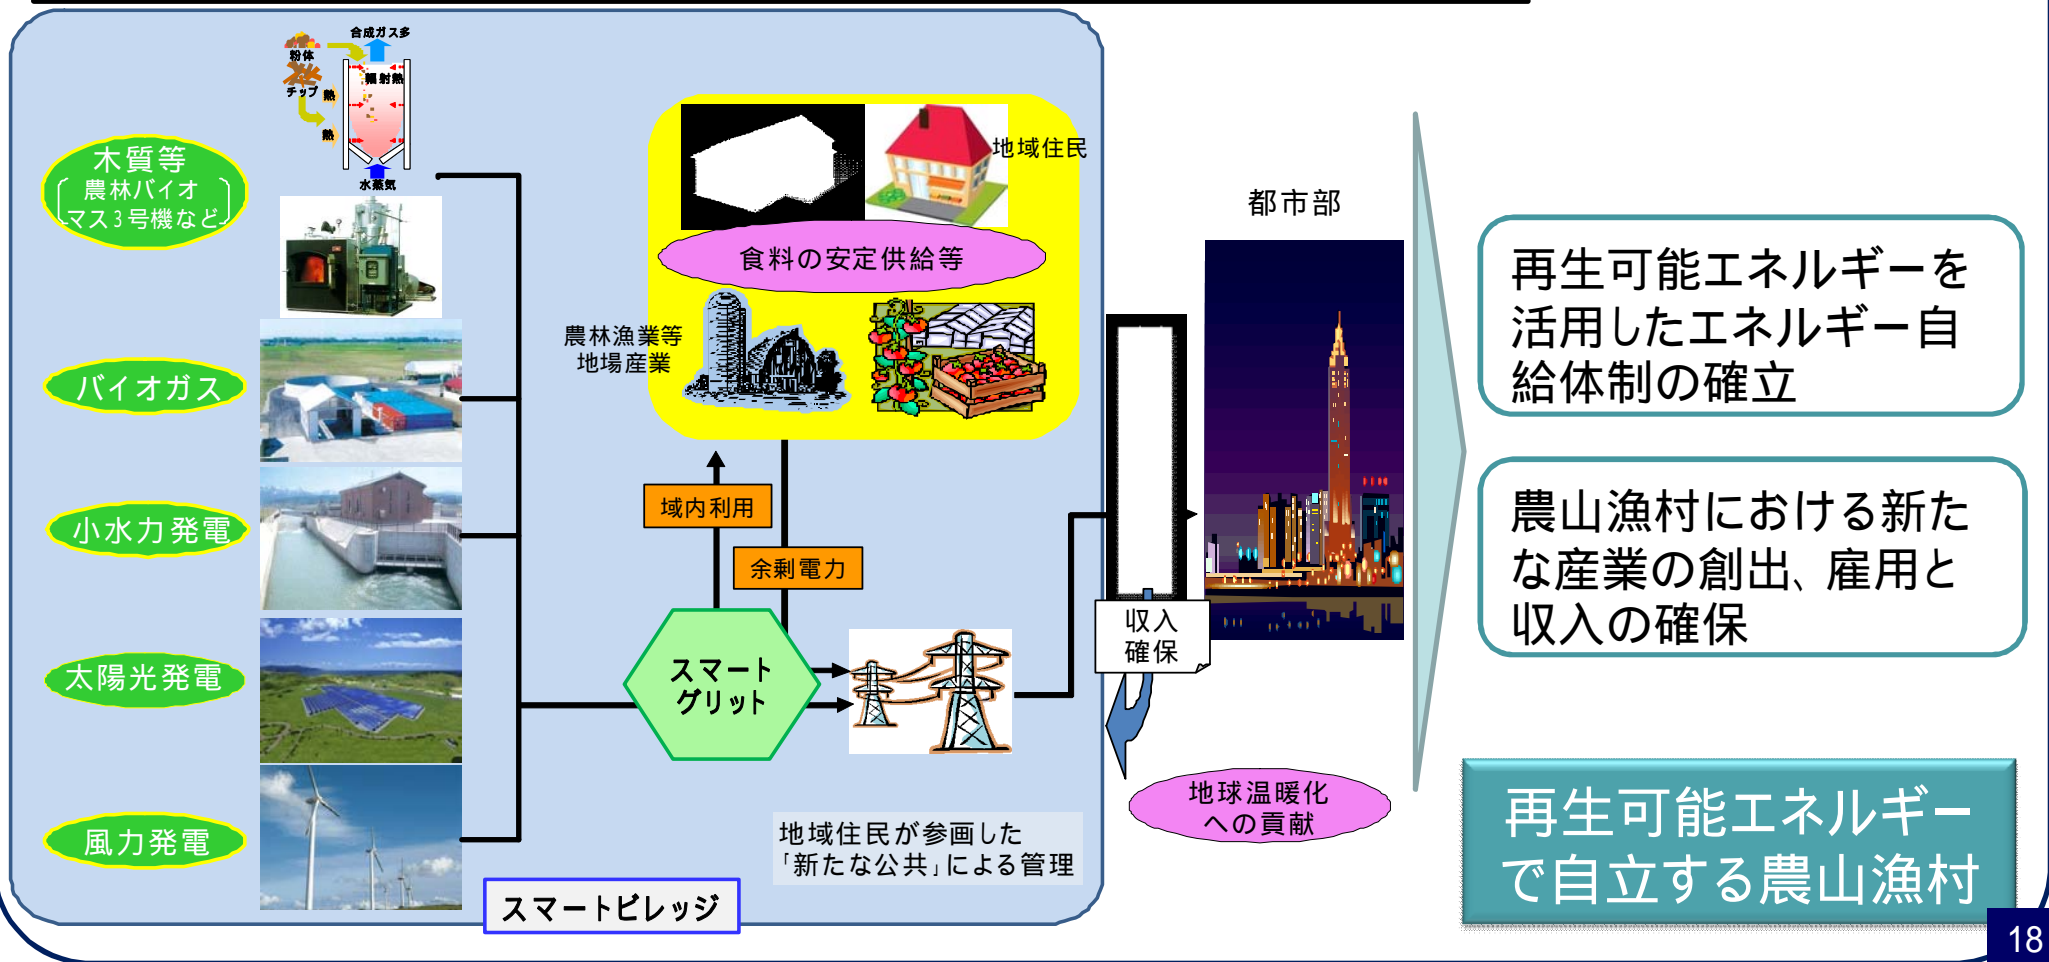 合成ガス多
粉体
輻射熱
チップ
熱
熱
水蒸気
木質等
農林バイオ
マス3号機など
バイオガス
小水力発電
太陽光発電
風力発電
地域住民
食料の安定供給等
農林漁業等
地場産業
域内利用
余剰電力
スマート
グリット
地域住民が参画した
「新たな公共」による管理
スマートビレッジ
都市部
収入
確保
地球温暖化
への貢献
再生可能エネルギーを
活用したエネルギー自
給体制の確立
農山漁村における新た
な産業の創出、雇用と
収入の確保
再生可能エネルギー
で自立する農山漁村
18